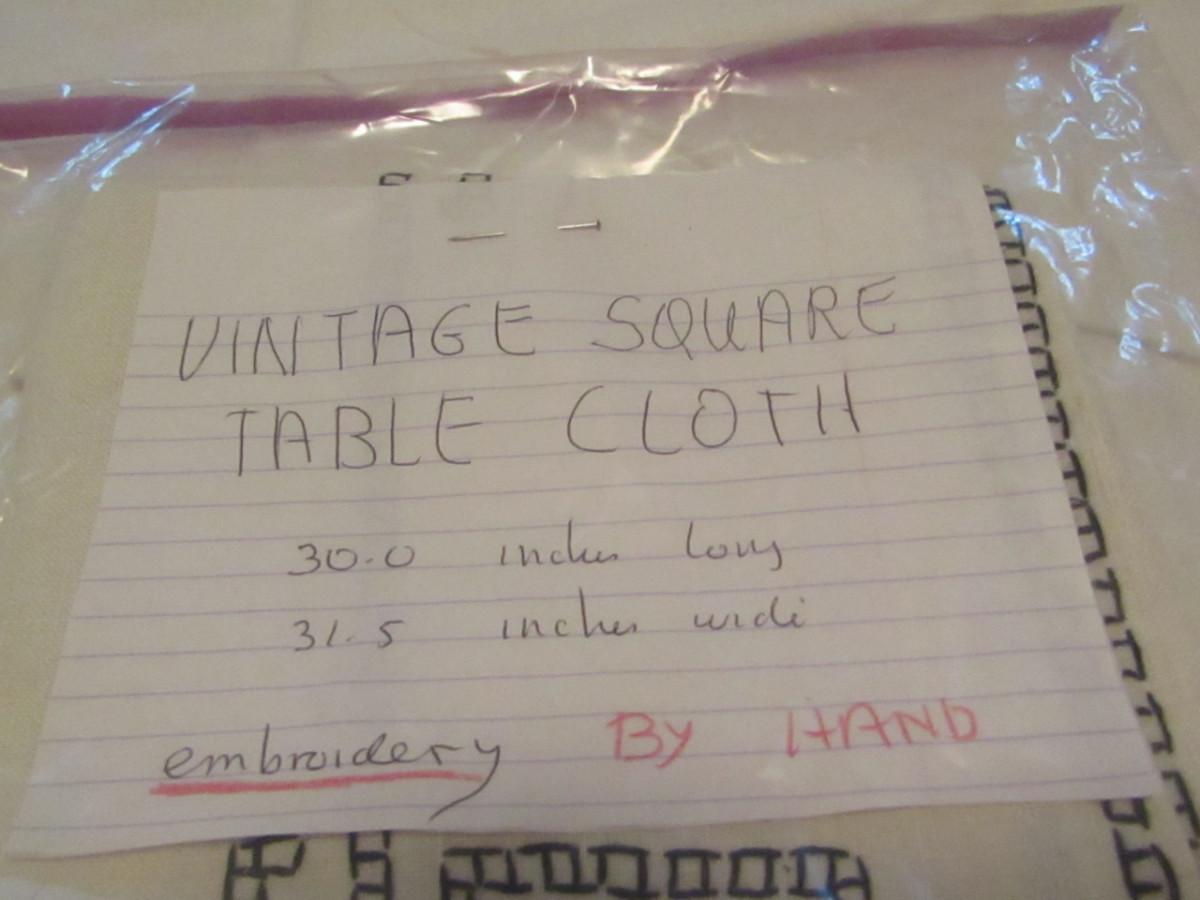 VINTAGE SQUARE
TABLE CLOTH
30.0 inches long
31.5 inches wide
embroidery BY HAND